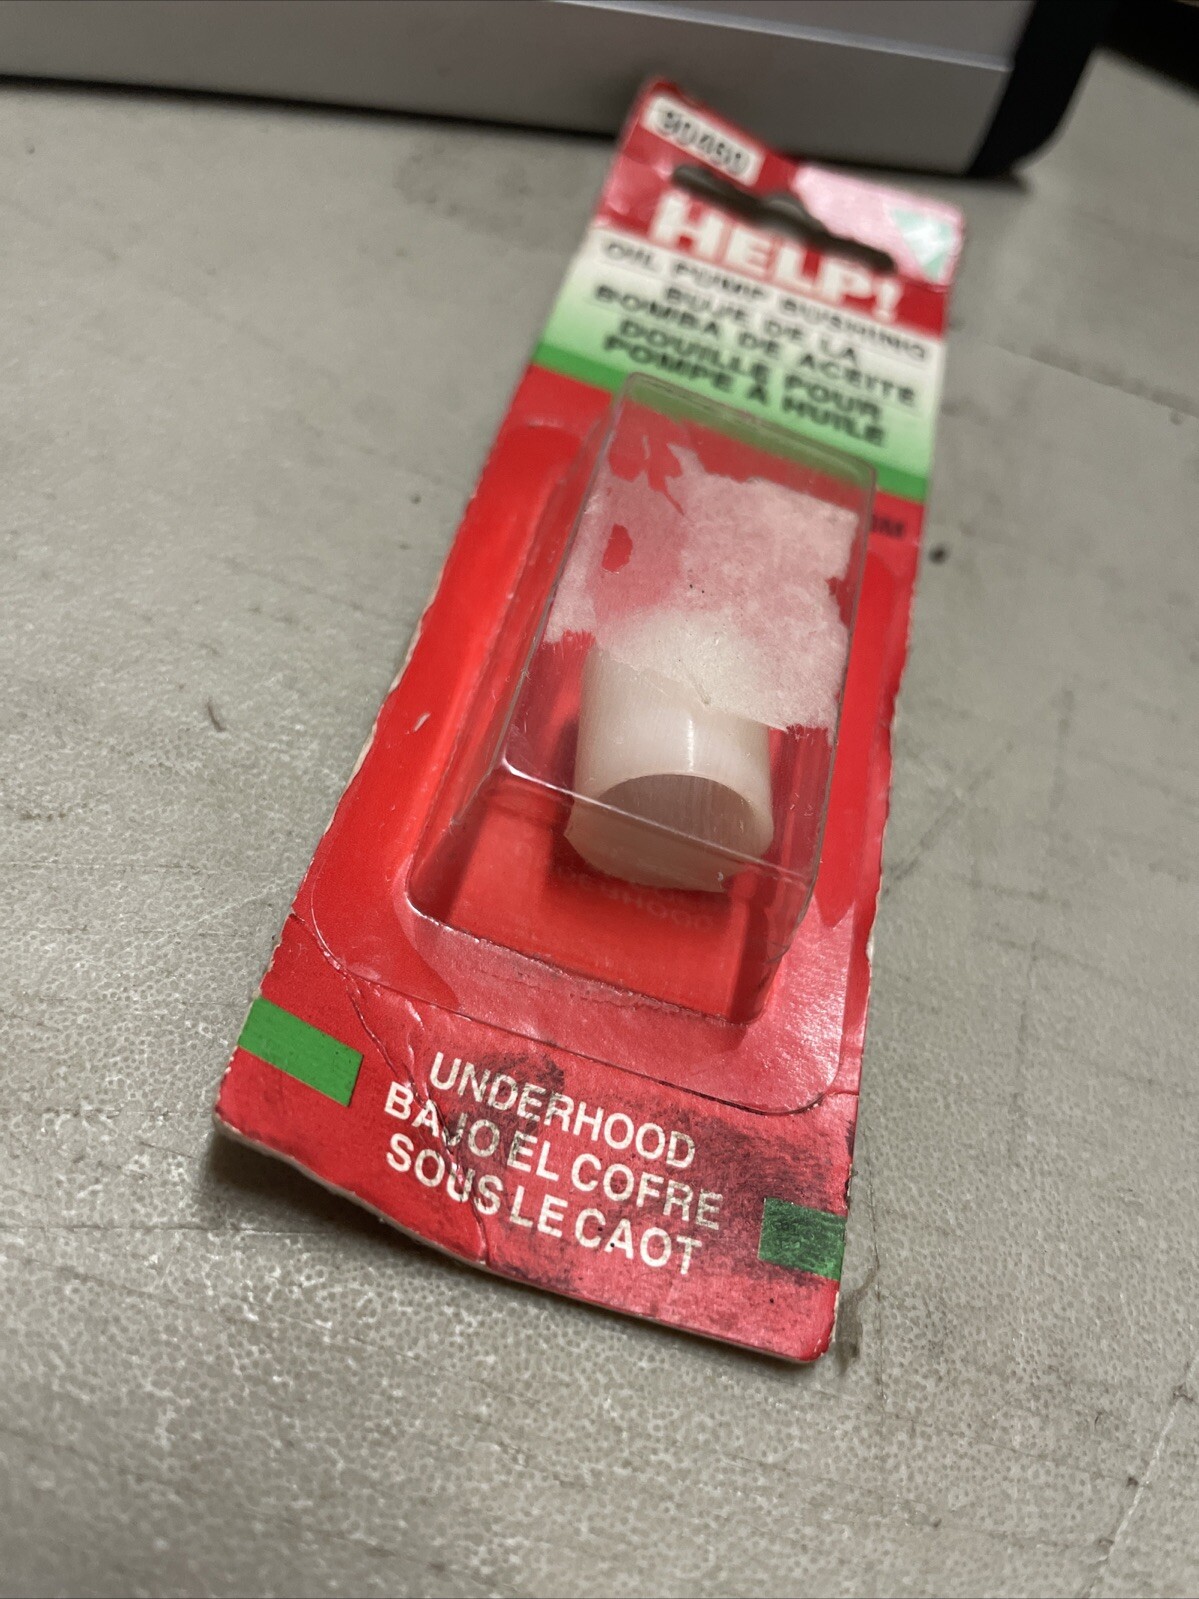 HELP!
OIL PUMP BUSHING
BUJE DE LA
BOMBA DE ACEITE
DOUILLE POUR
POMPE À HUILE
UNDERHOOD
BAJO EL COFRE
SOUS LE CAOT